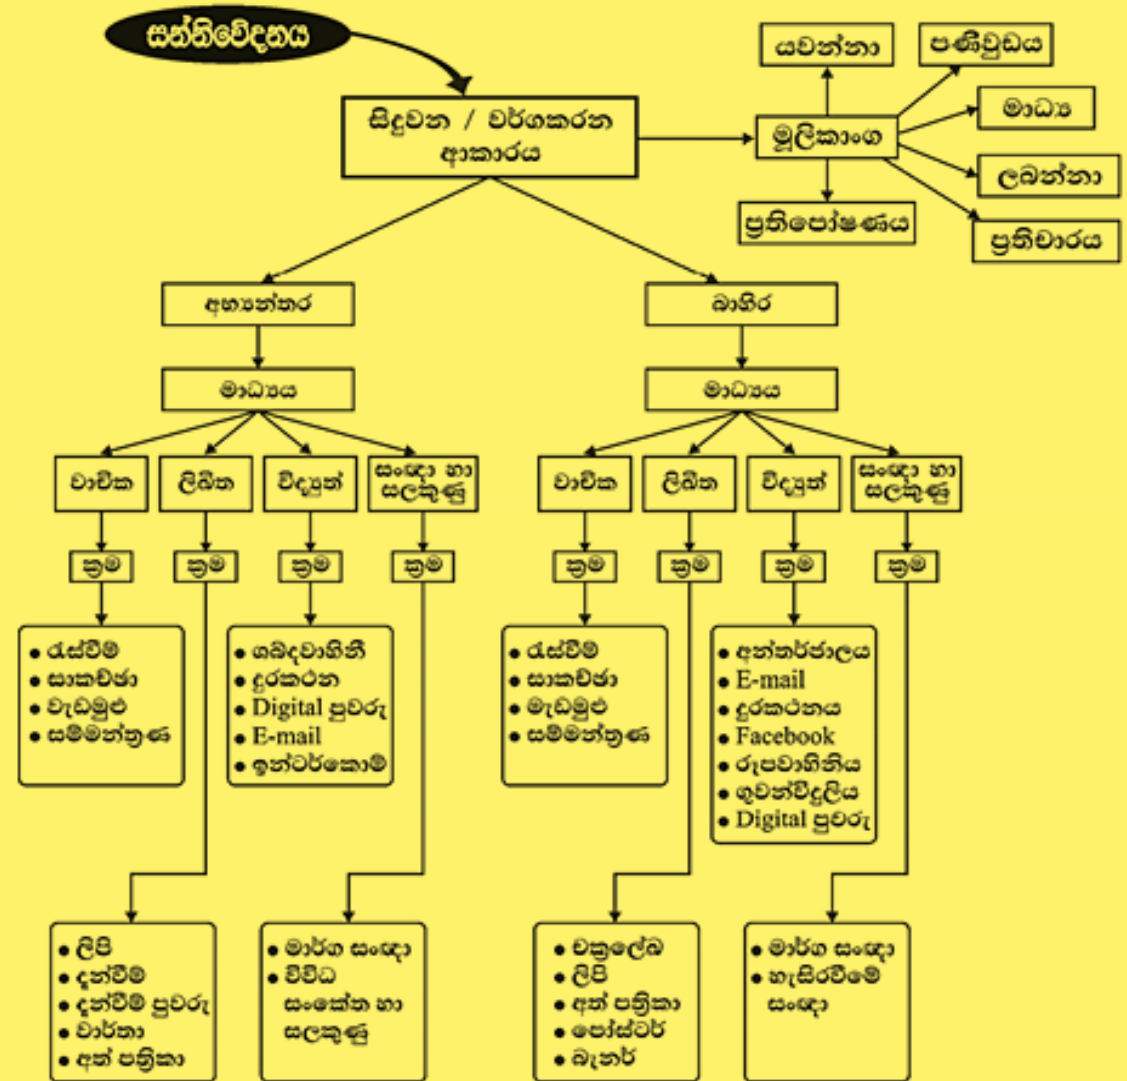 සන්නිවේදනය
සිදුවන / වර්ගකරන
ආකාරය
මූලිකාංග
යවන්නා
පණිවුඩය
මාධ්‍ය
ලබන්නා
ප්‍රතිචාරය
ප්‍රතිපෝෂණය
අභ්‍යන්තර
මාධ්‍යය
වාචික
ලිඛිත
විද්‍යුත්
සංඥා හා
සලකුණු
ක්‍රම
ක්‍රම
ක්‍රම
ක්‍රම
• රැස්වීම්
• සාකච්ඡා
• වැඩමුළු
• සම්මන්ත්‍රණ
• ශබ්දවාහිනී
• දුරකථන
• Digital පුවරු
• E-mail
• ඉන්ටර්කොම්
• ලිපි
• දැන්වීම්
• දැන්වීම් පුවරු
• වාර්තා
• අත් පත්‍රිකා
• මාර්ග සංඥා
• විවිධ
සංකේත හා
සලකුණු
බාහිර
මාධ්‍යය
වාචික
ලිඛිත
විද්‍යුත්
සංඥා හා
සලකුණු
ක්‍රම
ක්‍රම
ක්‍රම
ක්‍රම
• රැස්වීම්
• සාකච්ඡා
• මැඩමුළු
• සම්මන්ත්‍රණ
• අන්තර්ජාලය
• E-mail
• දුරකථනය
• Facebook
• රූපවාහිනිය
• ගුවන්විදුලිය
• Digital පුවරු
• චක්‍රලේඛ
• ලිපි
• අත් පත්‍රිකා
• පෝස්ටර්
• බැනර්
• මාර්ග සංඥා
• හැසිරවීමේ
සංඥා